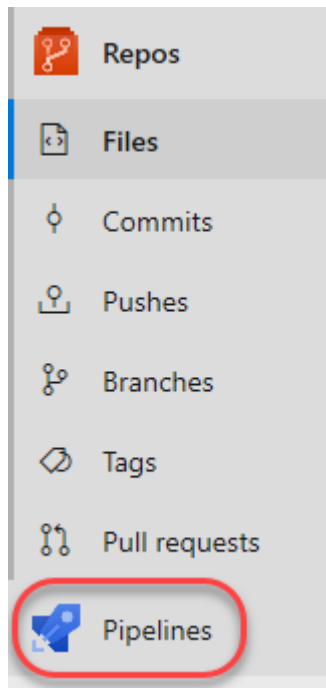 Repos
Files
Commits
Pushes
Branches
Tags
Pull requests
Pipelines